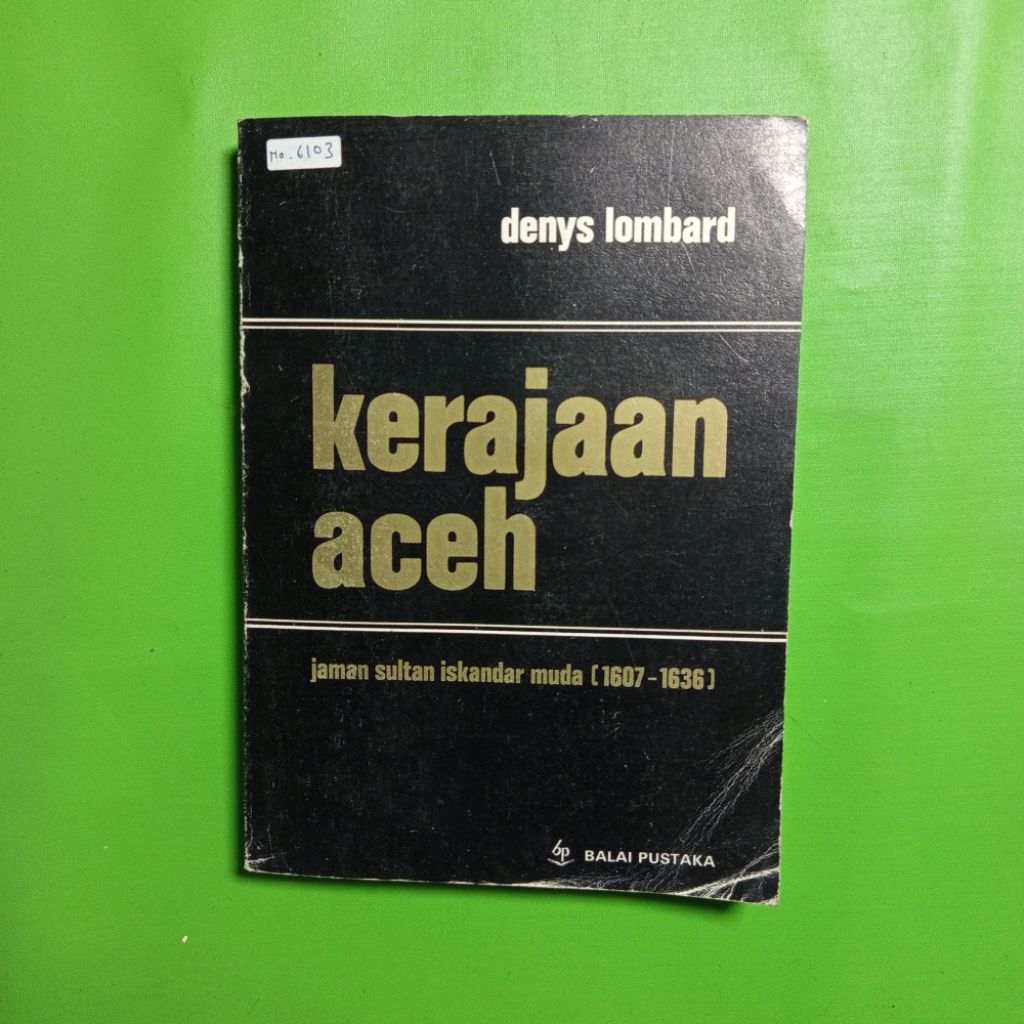 Mo. 6103
denys lombard
kerajaan
aceh
jaman sultan iskandar muda (1607-1636)
bp BALAI PUSTAKA